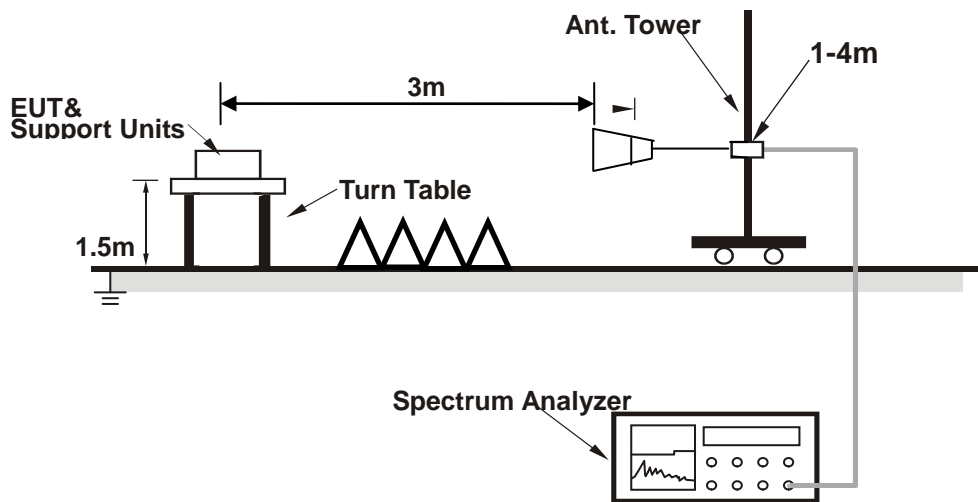 Ant. Tower
1-4m
3m
EUT&
Support Units
Turn Table
1.5m
Spectrum Analyzer